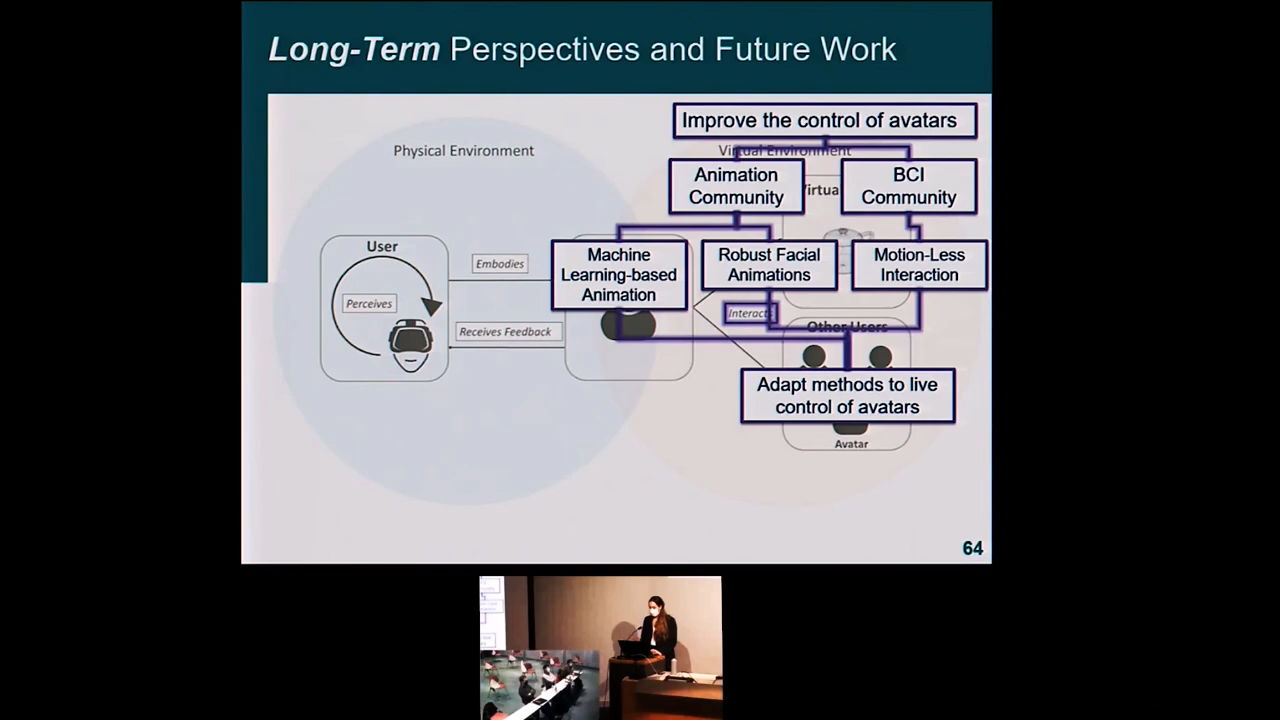 Long-Term Perspectives and Future Work
Improve the control of avatars
Physical Environment
Virtual Environment
Animation
Community
BCI
Community
User
Machine
Learning-based
Animation
Robust Facial
Animations
Motion-Less
Interaction
Embodies
Perceives
Receives Feedback
Other Users
Adapt methods to live
control of avatars
Avatar
64